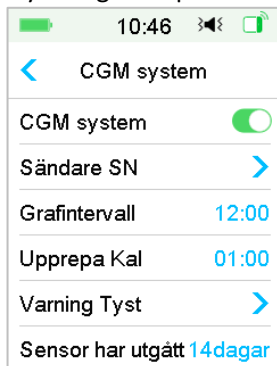 10:46
CGM system
CGM system
Sändare SN
Grafintervall 12:00
Upprepa Kal 01:00
Varning Tyst
Sensor har utgått 14dagar